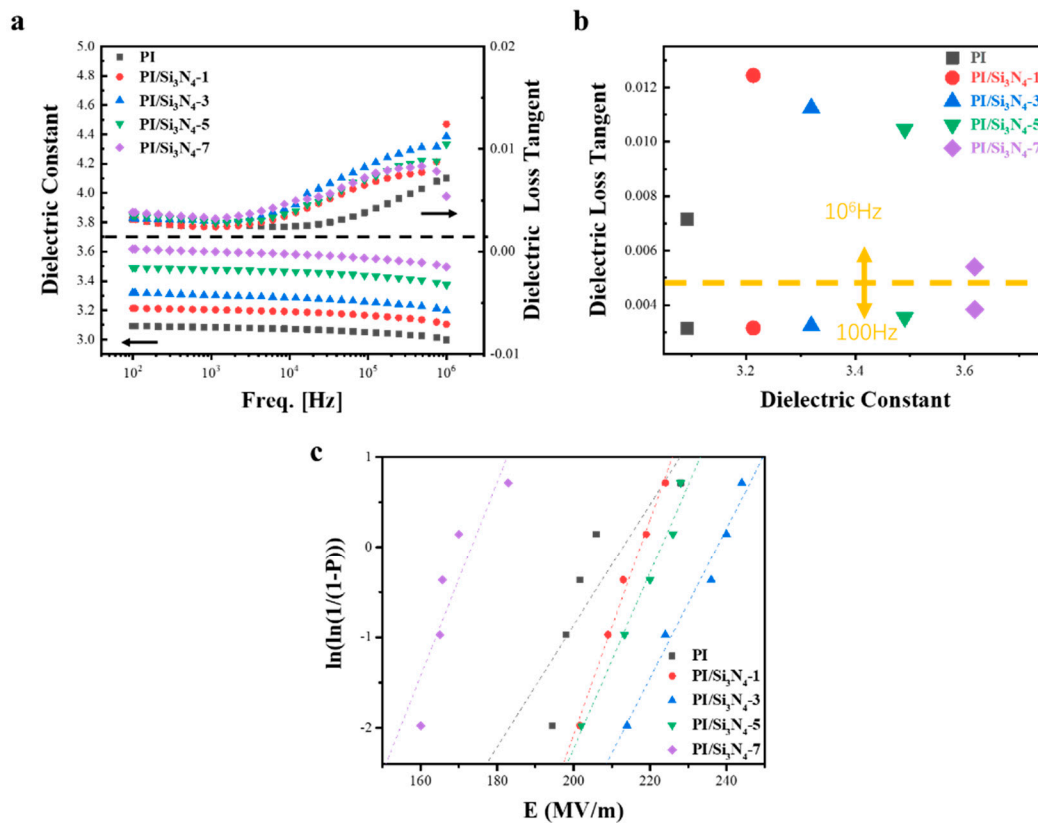 a
5.0
4.8
4.6
4.4
4.2
4.0
3.8
3.6
3.4
3.2
3.0
Dielectric Constant
PI
PI/Si₃N₄-1
PI/Si₃N₄-3
PI/Si₃N₄-5
PI/Si₃N₄-7
0.02
0.01
0.00
-0.01
Dielectric Loss Tangent
10² 10³ 10⁴ 10⁵ 10⁶
Freq. [Hz]
b
0.012
0.010
0.008
0.006
0.004
Dielectric Loss Tangent
PI
PI/Si₃N₄-1
PI/Si₃N₄-3
PI/Si₃N₄-5
PI/Si₃N₄-7
10⁶Hz
100Hz
3.2 3.4 3.6
Dielectric Constant
c
1
0
-1
-2
ln(ln(1/(1-P)))
PI
PI/Si₃N₄-1
PI/Si₃N₄-3
PI/Si₃N₄-5
PI/Si₃N₄-7
160 180 200 220 240
E (MV/m)